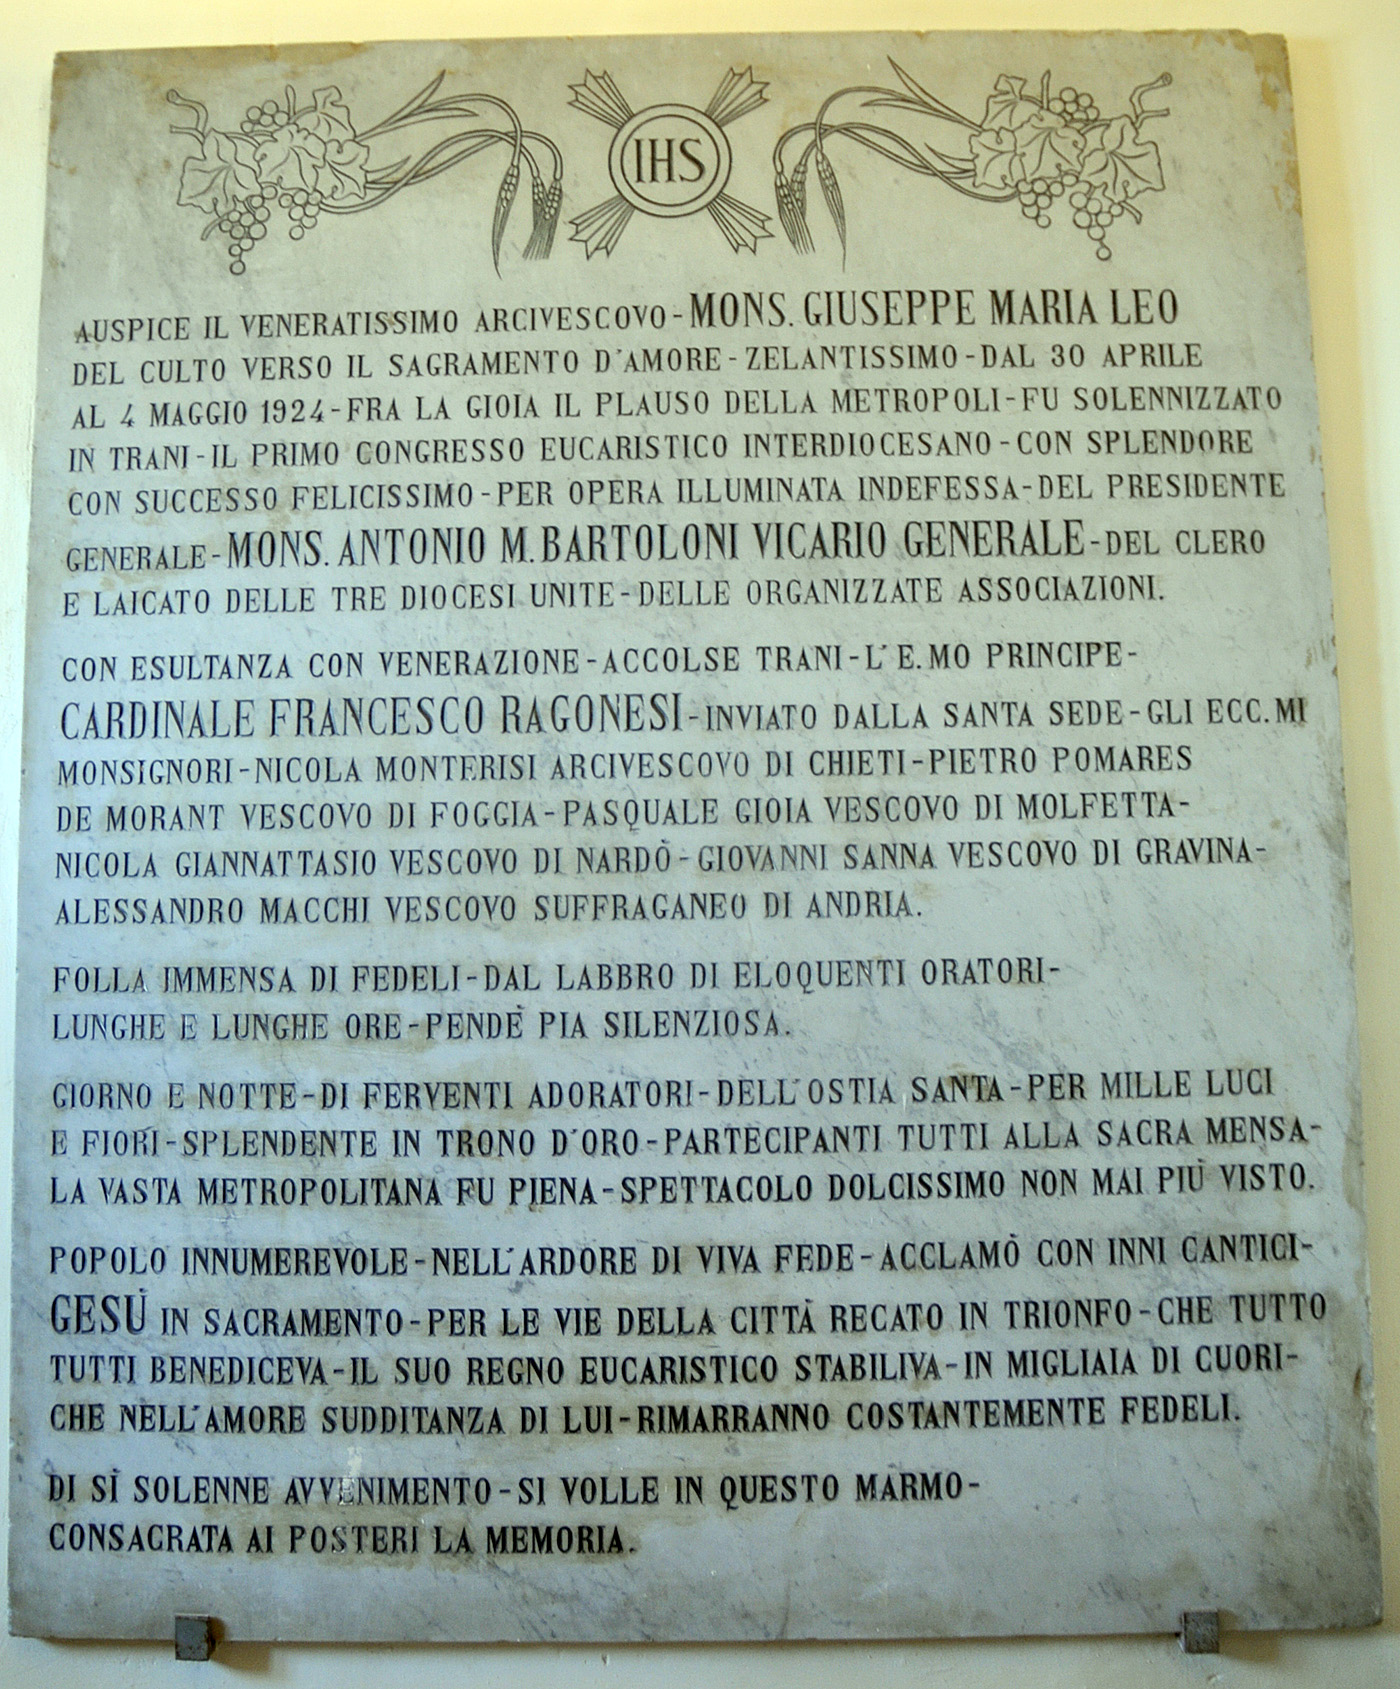 IHS
AUSPICE IL VENERATISSIMO ARCIVESCOVO-MONS. GIUSEPPE MARIA LEO
DEL CULTO VERSO IL SAGRAMENTO D'AMORE-ZELANTISSIMO-DAL 30 APRILE
AL 4 MAGGIO 1924-FRA LA GIOIA IL PLAUSO DELLA METROPOLI-FU SOLENNIZZATO
IN TRANI-IL PRIMO CONGRESSO EUCARISTICO INTERDIOCESANO-CON SPLENDORE
CON SUCCESSO FELICISSIMO-PER OPERA ILLUMINATA INDEFESSA-DEL PRESIDENTE
GENERALE-MONS. ANTONIO M. BARTOLONI VICARIO GENERALE-DEL CLERO
E LAICATO DELLE TRE DIOCESI UNITE-DELLE ORGANIZZATE ASSOCIAZIONI.
CON ESULTANZA CON VENERAZIONE-ACCOLSE TRANI-L'E.MO PRINCIPE-
CARDINALE FRANCESCO RAGONESI-INVIATO DALLA SANTA SEDE-GLI ECC.MI
MONSIGNORI-NICOLA MONTERISI ARCIVESCOVO DI CHIETI-PIETRO POMARES
DE MORANT VESCOVO DI FOGGIA-PASQUALE GIOIA VESCOVO DI MOLFETTA-
NICOLA GIANNATTASIO VESCOVO DI NARDÒ-GIOVANNI SANNA VESCOVO DI GRAVINA-
ALESSANDRO MACCHI VESCOVO SUFFRAGANEO DI ANDRIA.
FOLLA IMMENSA DI FEDELI-DAL LABBRO DI ELOQUENTI ORATORI-
LUNGHE E LUNGHE ORE-PENDÈ PIA SILENZIOSA.
GIORNO E NOTTE-DI FERVENTI ADORATORI-DELL'OSTIA SANTA-PER MILLE LUCI
E FIORI-SPLENDENTE IN TRONO D'ORO-PARTECIPANTI TUTTI ALLA SACRA MENSA-
LA VASTA METROPOLITANA FU PIENA-SPETTACOLO DOLCISSIMO NON MAI PIÙ VISTO.
POPOLO INNUMEREVOLE-NELL'ARDORE DI VIVA FEDE-ACCLAMÒ CON INNI CANTICI-
GESÙ IN SACRAMENTO-PER LE VIE DELLA CITTÀ RECATO IN TRIONFO-CHE TUTTO
TUTTI BENEDICEVA-IL SUO REGNO EUCARISTICO STABILIVA-IN MIGLIAIA DI CUORI-
CHE NELL'AMORE SUDDITANZA DI LUI-RIMARRANNO COSTANTEMENTE FEDELI.
DI SÌ SOLENNE AVVENIMENTO-SI VOLLE IN QUESTO MARMO-
CONSACRATA AI POSTERI LA MEMORIA.